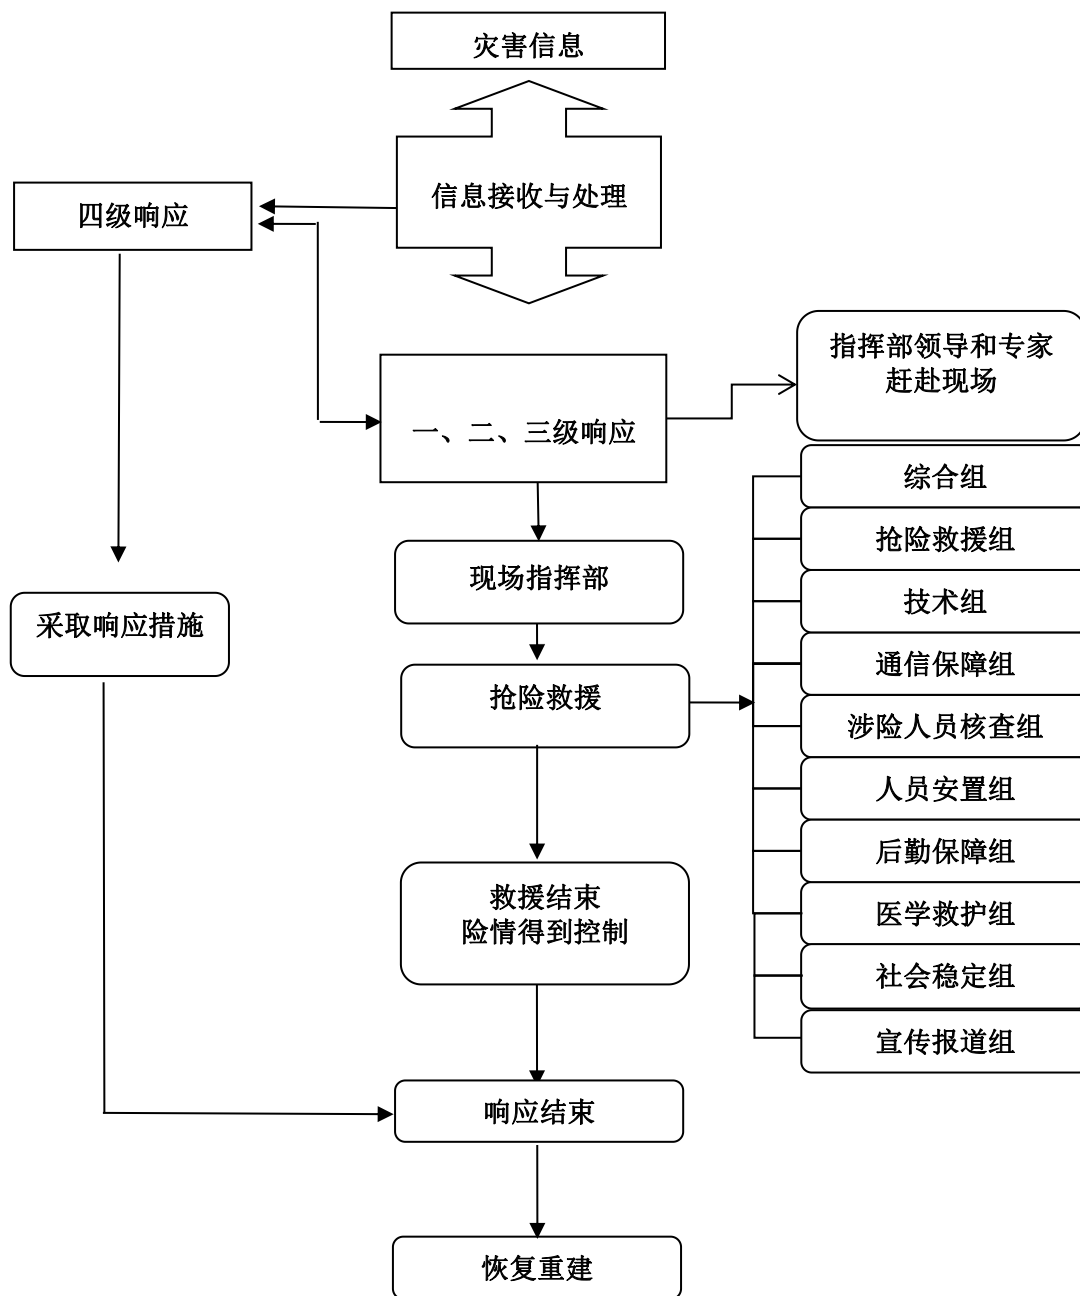 灾害信息
信息接收与处理
四级响应
指挥部领导和专家
赶赴现场
一、二、三级响应
综合组
抢险救援组
现场指挥部
技术组
采取响应措施
通信保障组
抢险救援
涉险人员核查组
人员安置组
后勤保障组
救援结束
险情得到控制
医学救护组
社会稳定组
宣传报道组
响应结束
恢复重建